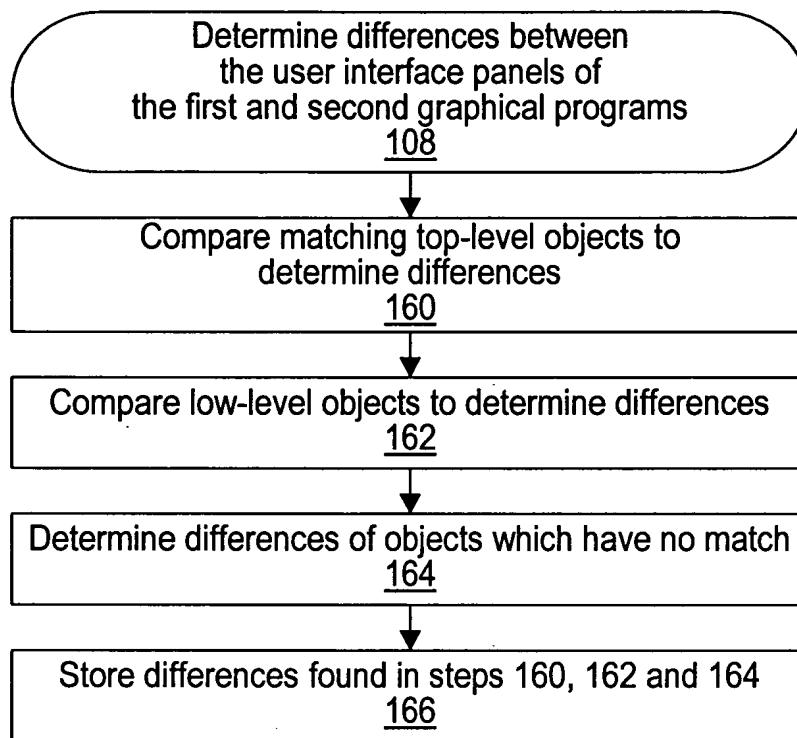 Determine differences between
the user interface panels of
the first and second graphical programs
108
Compare matching top-level objects to
determine differences
160
Compare low-level objects to determine differences
162
Determine differences of objects which have no match
164
Store differences found in steps 160, 162 and 164
166